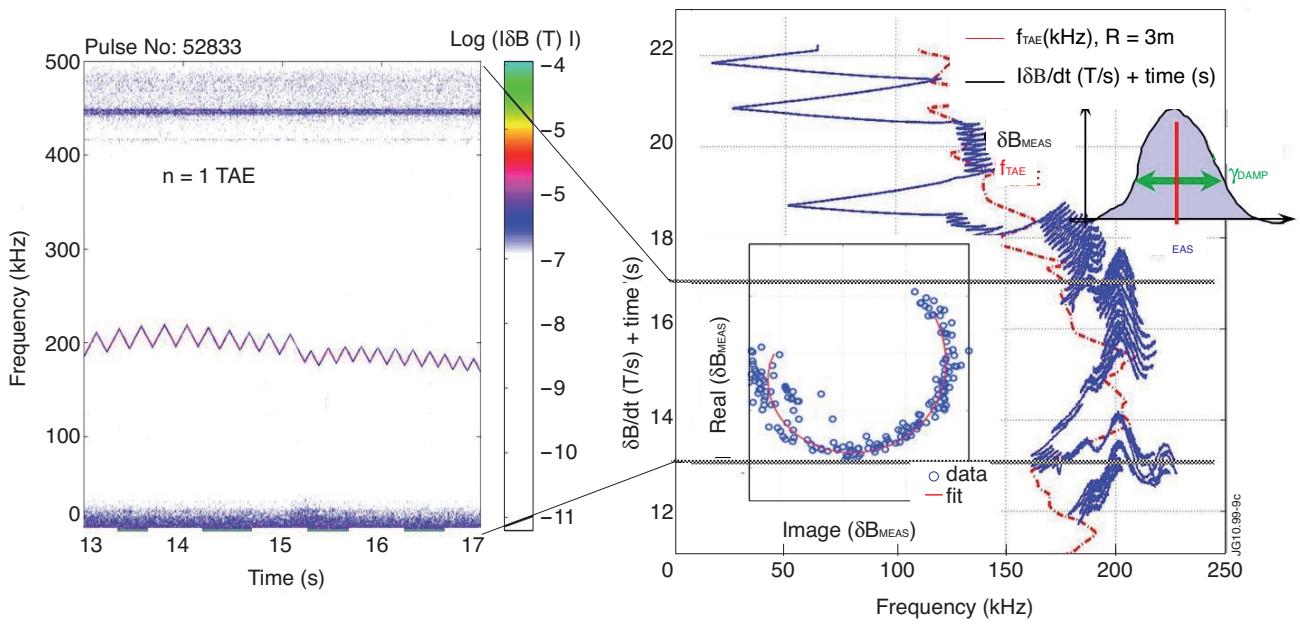 Pulse No: 52833
Log (IδB (T) I)
500
400
300
200
100
0
Frequency (kHz)
n = 1 TAE
13
14
15
16
17
Time (s)
−4
−5
−6
−7
−8
−9
−10
−11
fTAE(kHz), R = 3m
IδB/dt (T/s) + time (s)
δBMEAS
fTAE
γDAMP
EAS
22
20
18
16
14
12
δB/dt (T/s) + time (s)
Real (δBMEAS)
data
fit
Image (δBMEAS)
0
50
100
150
200
250
Frequency (kHz)
JG10.99-9c